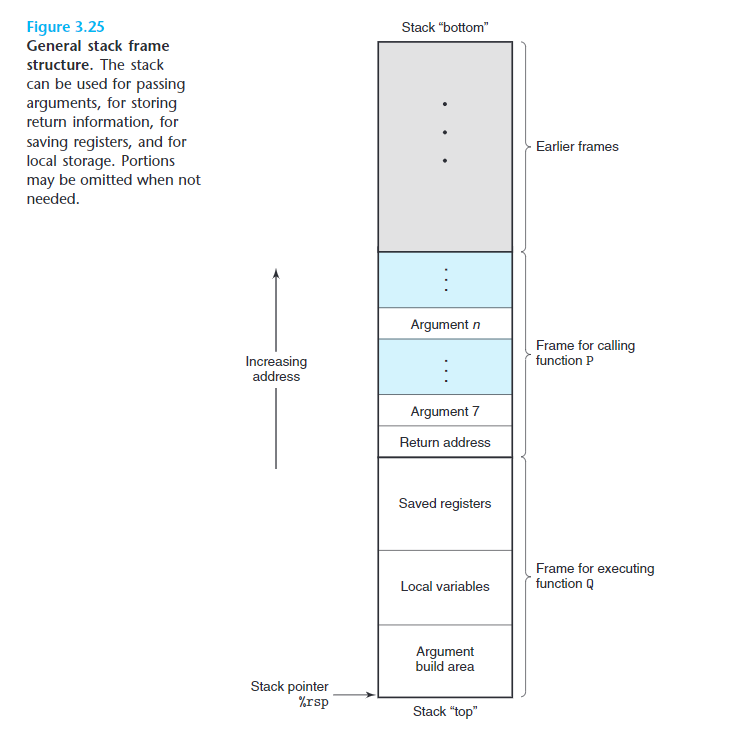 Figure 3.25
General stack frame
structure. The stack
can be used for passing
arguments, for storing
return information, for
saving registers, and for
local storage. Portions
may be omitted when not
needed.
Stack “bottom”
Earlier frames
Argument n
Frame for calling
function P
Increasing
address
Argument 7
Return address
Saved registers
Local variables
Frame for executing
function Q
Argument
build area
Stack pointer
%rsp
Stack “top”